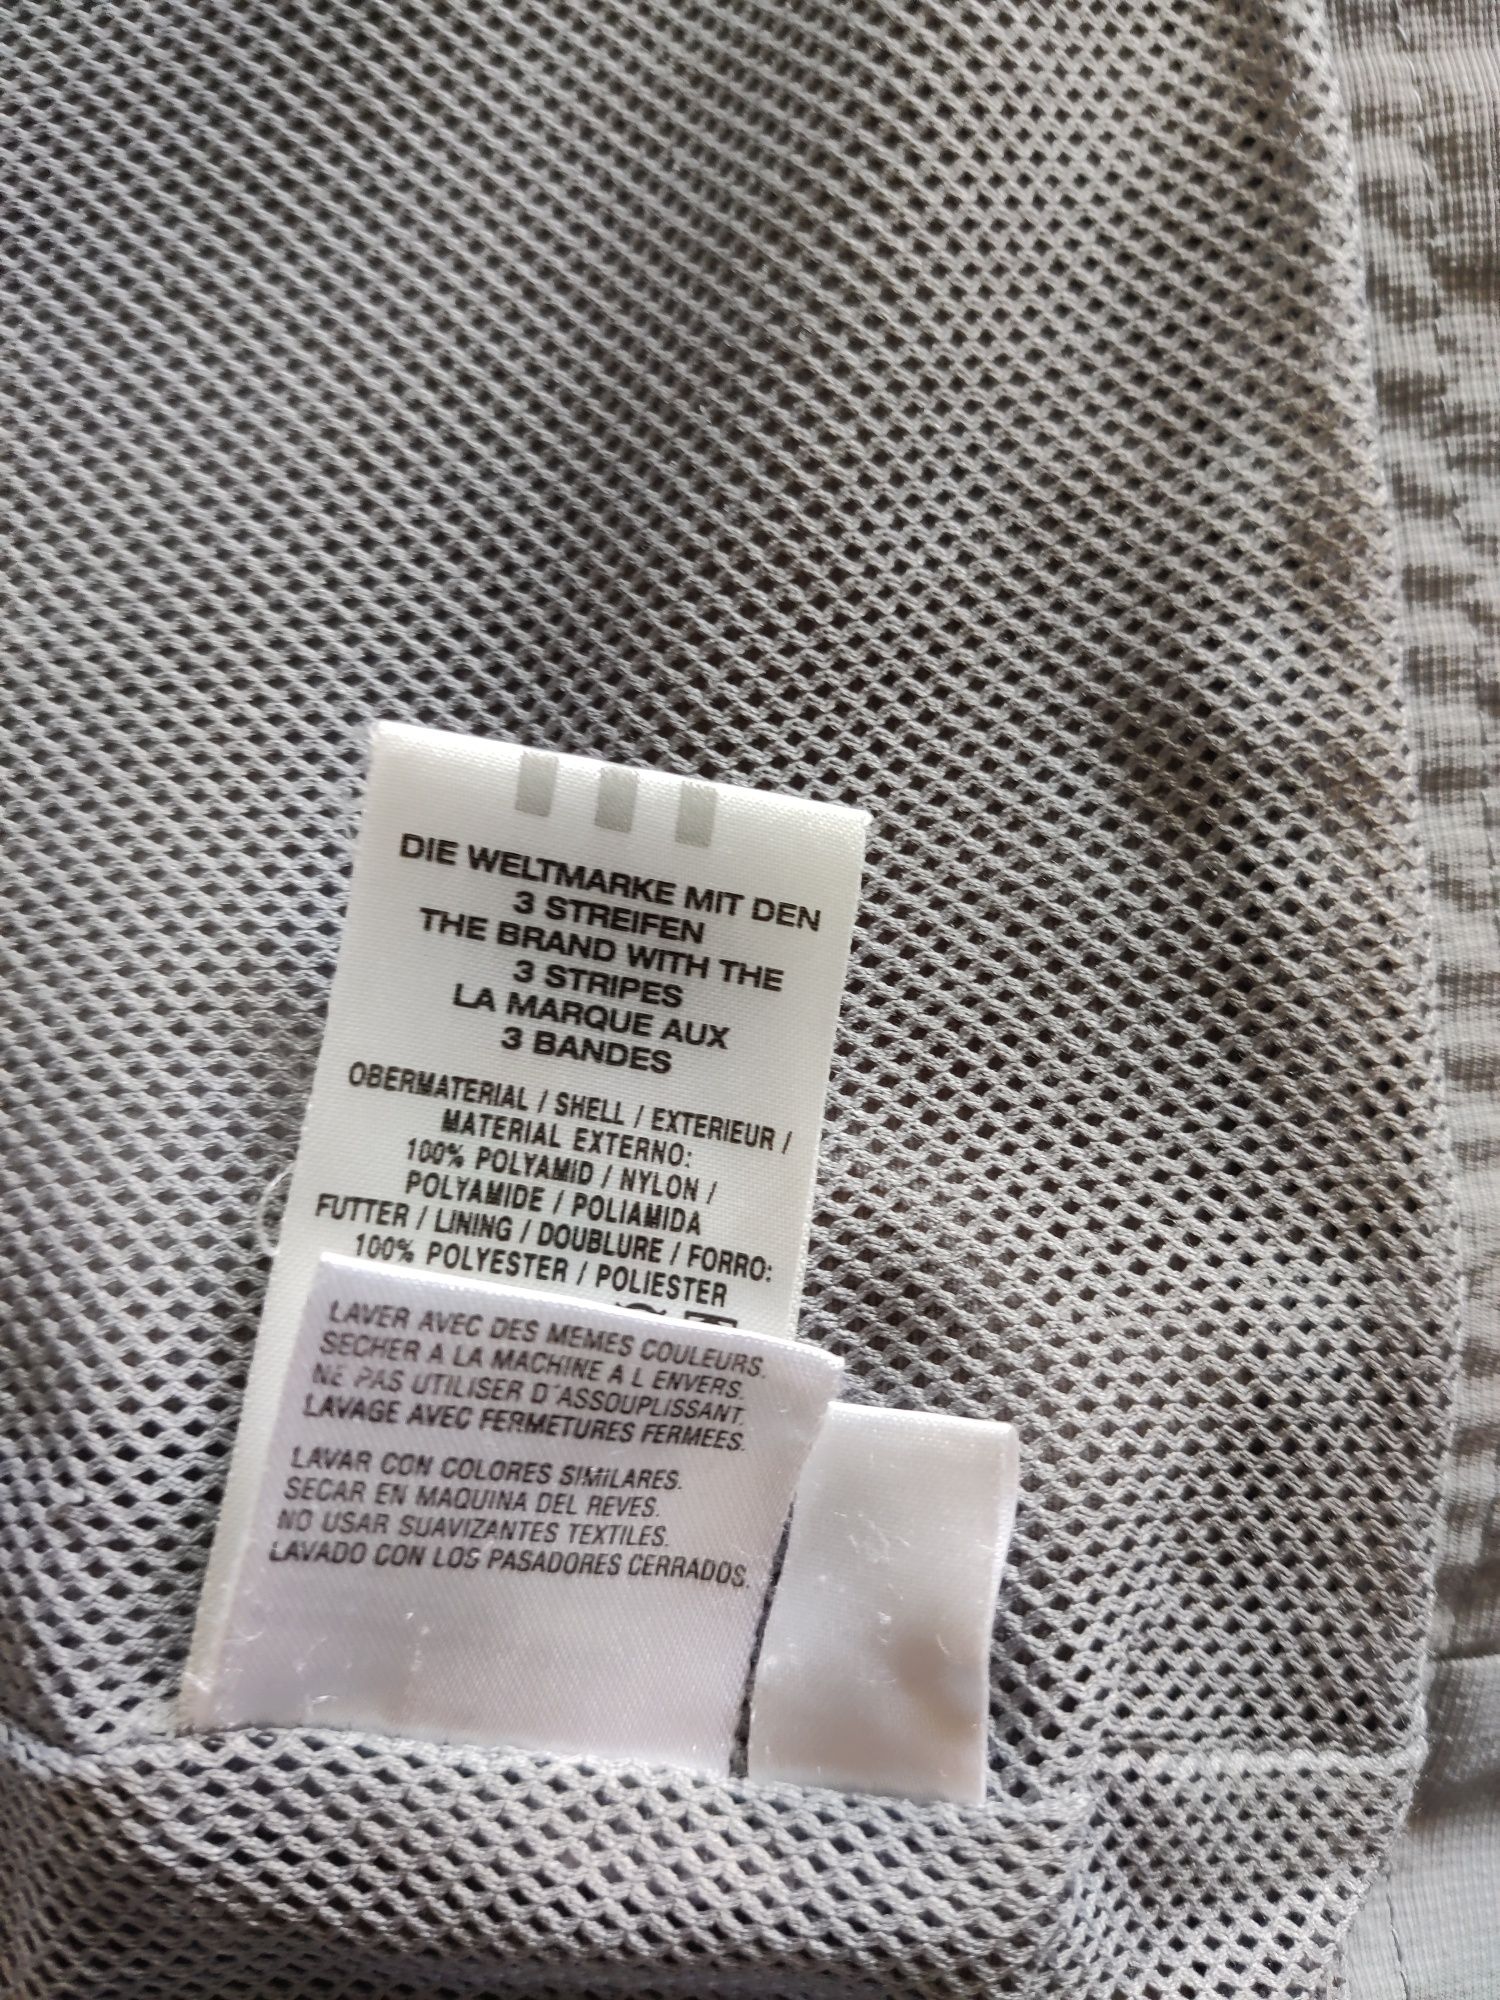 DIE WELTMARKE MIT DEN
3 STREIFEN
THE BRAND WITH THE
3 STRIPES
LA MARQUE AUX
3 BANDES
OBERMATERIAL / SHELL / EXTERIEUR /
MATERIAL EXTERNO:
100% POLYAMID / NYLON /
POLYAMIDE / POLIAMIDA
FUTTER / LINING / DOUBLURE / FORRO:
100% POLYESTER / POLIESTER
LAVER AVEC DES MEMES COULEURS.
SECHER A LA MACHINE A L ENVERS.
NE PAS UTILISER D'ASSOUPLISSANT.
LAVAGE AVEC FERMETURES FERMEES.
LAVAR CON COLORES SIMILARES.
SECAR EN MAQUINA DEL REVES.
NO USAR SUAVIZANTES TEXTILES.
LAVADO CON LOS PASADORES CERRADOS.